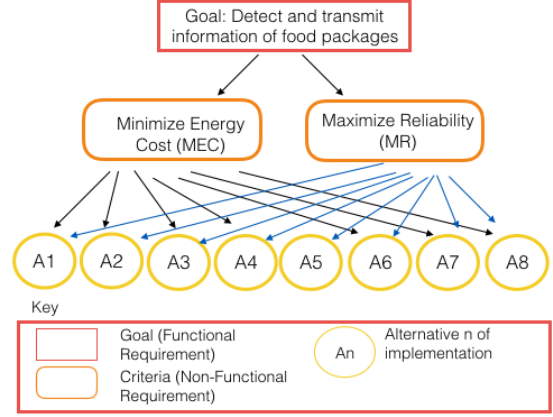 Goal: Detect and transmit
information of food packages
Minimize Energy
Cost (MEC)
Maximize Reliability
(MR)
A1
A2
A3
A4
A5
A6
A7
A8
Key
Goal (Functional
Requirement)
Criteria (Non-Functional
Requirement)
An
Alternative n of
implementation